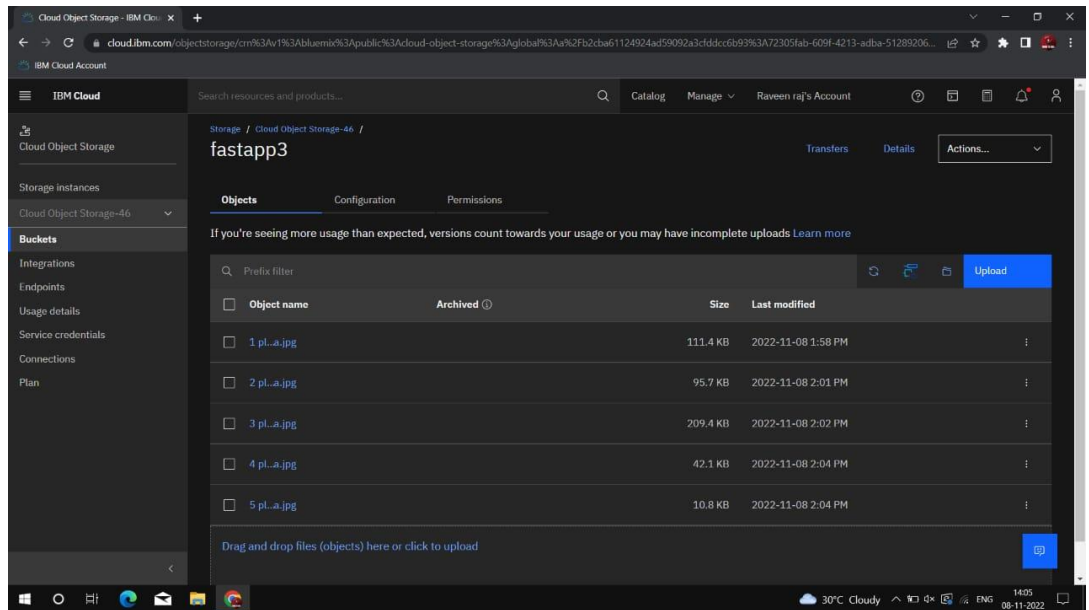 Cloud Object Storage - IBM Clou
cloud.ibm.com/objectstorage/crn%3Av1%3Abluemix%3Apublic%3Acloud-object-storage%3Aglobal%3Aa%2Fb2cba61124924ad59092a3cfddcc6b93%3A72305fab-609f-4213-adba-51289206...
IBM Cloud Account
IBM Cloud
Search resources and products...
Catalog
Manage
Raveen raj's Account
Cloud Object Storage
Storage instances
Cloud Object Storage-46
Buckets
Integrations
Endpoints
Usage details
Service credentials
Connections
Plan
Storage / Cloud Object Storage-46 /
fastapp3
Transfers
Details
Actions...
Objects
Configuration
Permissions
If you're seeing more usage than expected, versions count towards your usage or you may have incomplete uploads Learn more
Prefix filter
Upload
Object name Archived Size Last modified
1 pl...a.jpg 111.4 KB 2022-11-08 1:58 PM
2 pl...a.jpg 95.7 KB 2022-11-08 2:01 PM
3 pl...a.jpg 209.4 KB 2022-11-08 2:02 PM
4 pl...a.jpg 42.1 KB 2022-11-08 2:04 PM
5 pl...a.jpg 10.8 KB 2022-11-08 2:04 PM
Drag and drop files (objects) here or click to upload
30°C Cloudy
ENG
14:05
08-11-2022